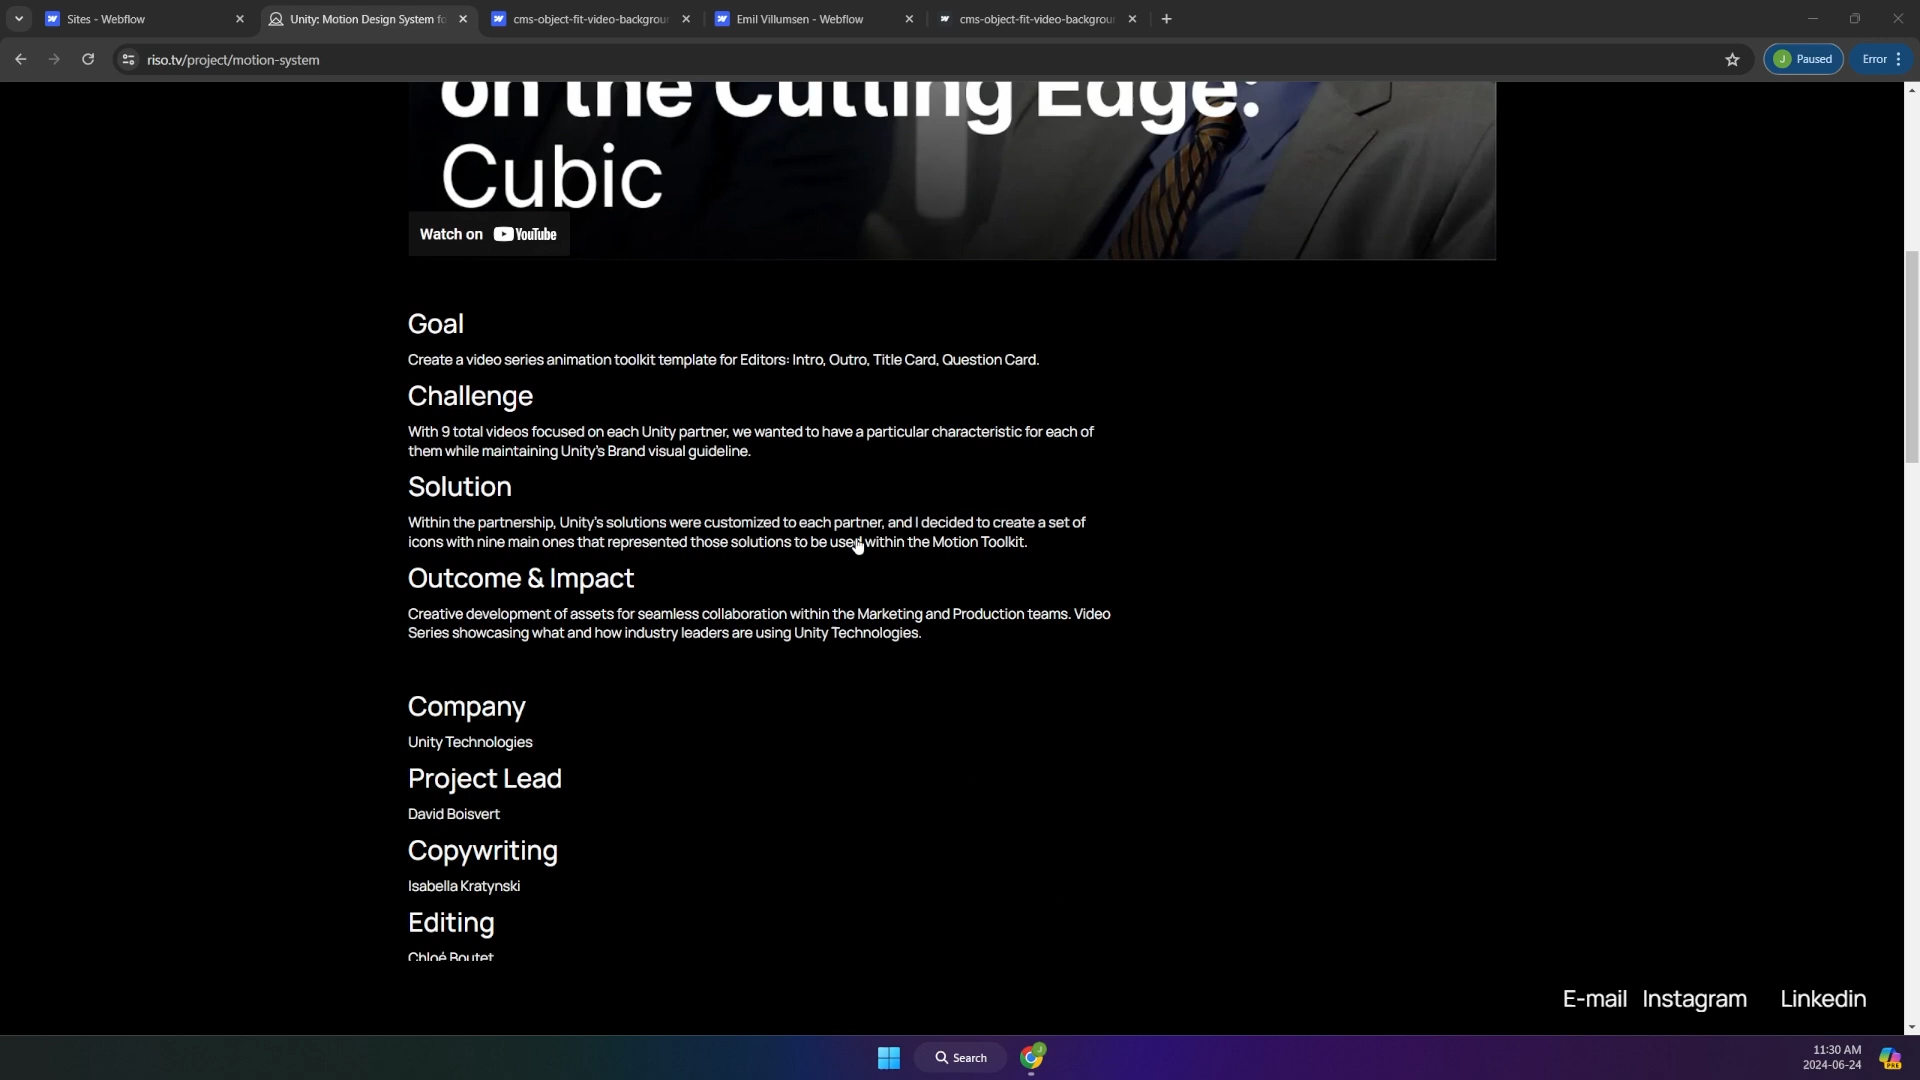 Sites - Webflow
Unity: Motion Design System fo
cms-object-fit-video-backgroun
Emil Villumsen - Webflow
cms-object-fit-video-backgroun
riso.tv/project/motion-system
J Paused
Error
on the Cutting Edge:
Cubic
Watch on YouTube
Goal
Create a video series animation toolkit template for Editors: Intro, Outro, Title Card, Question Card.
Challenge
With 9 total videos focused on each Unity partner, we wanted to have a particular characteristic for each of
them while maintaining Unity's Brand visual guideline.
Solution
Within the partnership, Unity's solutions were customized to each partner, and I decided to create a set of
icons with nine main ones that represented those solutions to be used within the Motion Toolkit.
Outcome & Impact
Creative development of assets for seamless collaboration within the Marketing and Production teams. Video
Series showcasing what and how industry leaders are using Unity Technologies.
Company
Unity Technologies
Project Lead
David Boisvert
Copywriting
Isabella Kratynski
Editing
Chloé Boutet
E-mail Instagram Linkedin
Search
J
11:30 AM
2024-06-24
PRE